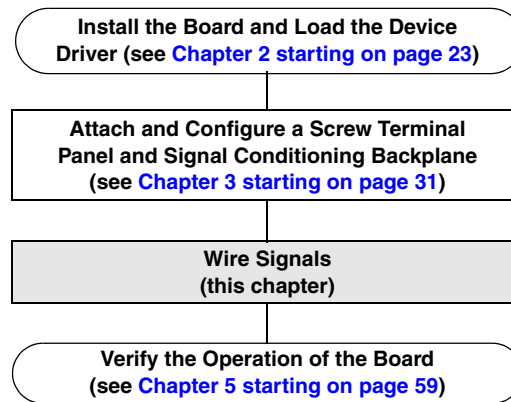 Install the Board and Load the Device
Driver (see Chapter 2 starting on page 23)
Attach and Configure a Screw Terminal
Panel and Signal Conditioning Backplane
(see Chapter 3 starting on page 31)
Wire Signals
(this chapter)
Verify the Operation of the Board
(see Chapter 5 starting on page 59)